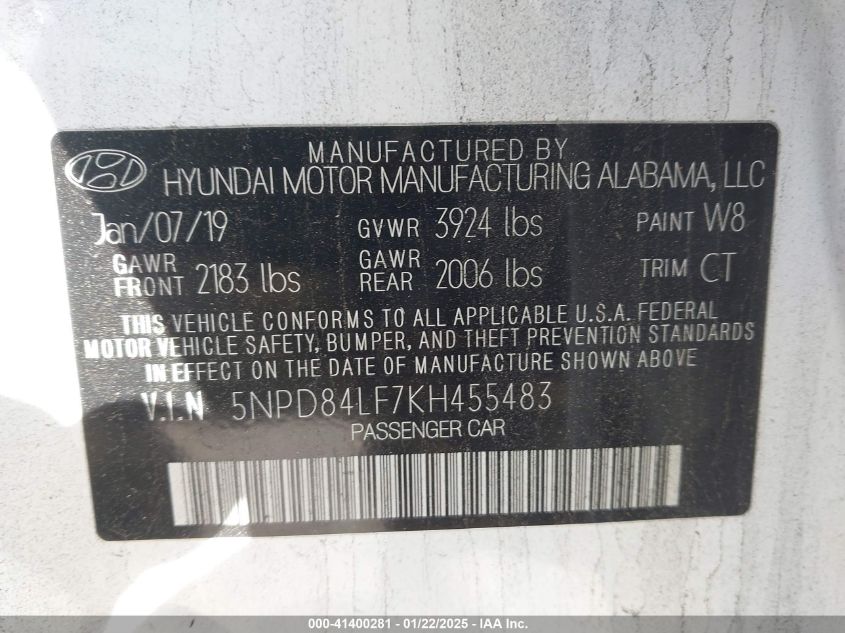 MANUFACTURED BY
HYUNDAI MOTOR MANUFACTURING ALABAMA, LLC
Jan/07/19 GVWR 3924 lbs PAINT W8
GAWR FRONT 2183 lbs GAWR REAR 2006 lbs TRIM CT
THIS VEHICLE CONFORMS TO ALL APPLICABLE U.S.A. FEDERAL
MOTOR VEHICLE SAFETY, BUMPER, AND THEFT PREVENTION STANDARDS
IN EFFECT ON THE DATE OF MANUFACTURE SHOWN ABOVE
V.I.N 5NPD84LF7KH455483
PASSENGER CAR
000-41400281 - 01/22/2025 - IAA Inc.